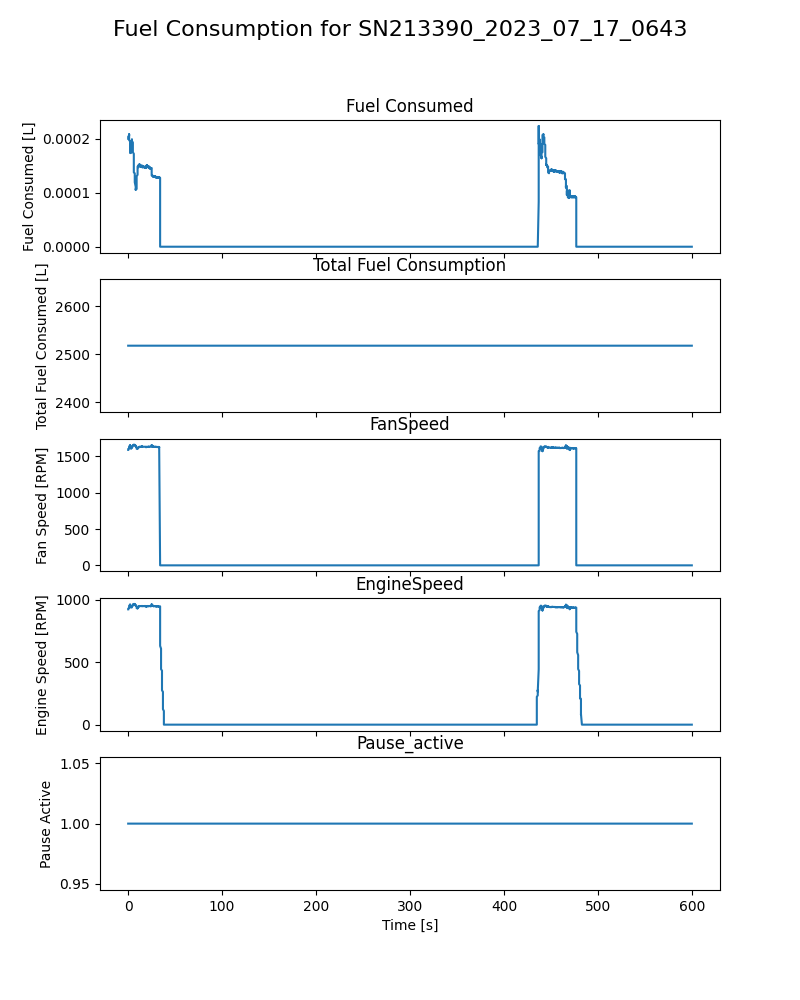 Fuel Consumption for SN213390_2023_07_17_0643
Fuel Consumed
Fuel Consumed [L]
0.0002
0.0001
0.0000
Total Fuel Consumption
Total Fuel Consumed [L]
2600
2500
2400
FanSpeed
Fan Speed [RPM]
1500
1000
500
0
EngineSpeed
Engine Speed [RPM]
1000
500
0
Pause_active
Pause Active
1.05
1.00
0.95
0 100 200 300 400 500 600
Time [s]